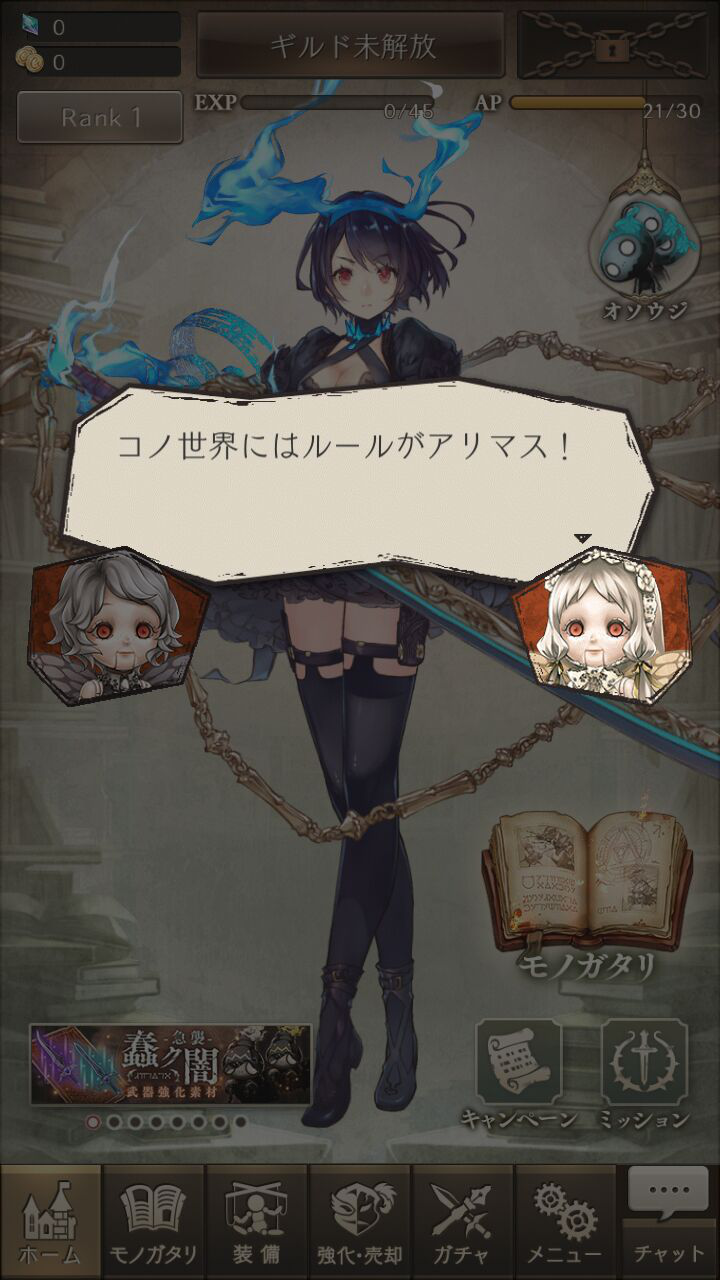 0
ギルド未解放
0
Rank 1
EXP
0/45
AP
21/30
オソウジ
コノ世界にはルールがアリマス！
モノガタリ
-急襲-
蠢ク闇
武器強化素材
キャンペーン
ミッション
ホーム
モノガタリ
装備
強化・売却
ガチャ
メニュー
チャット